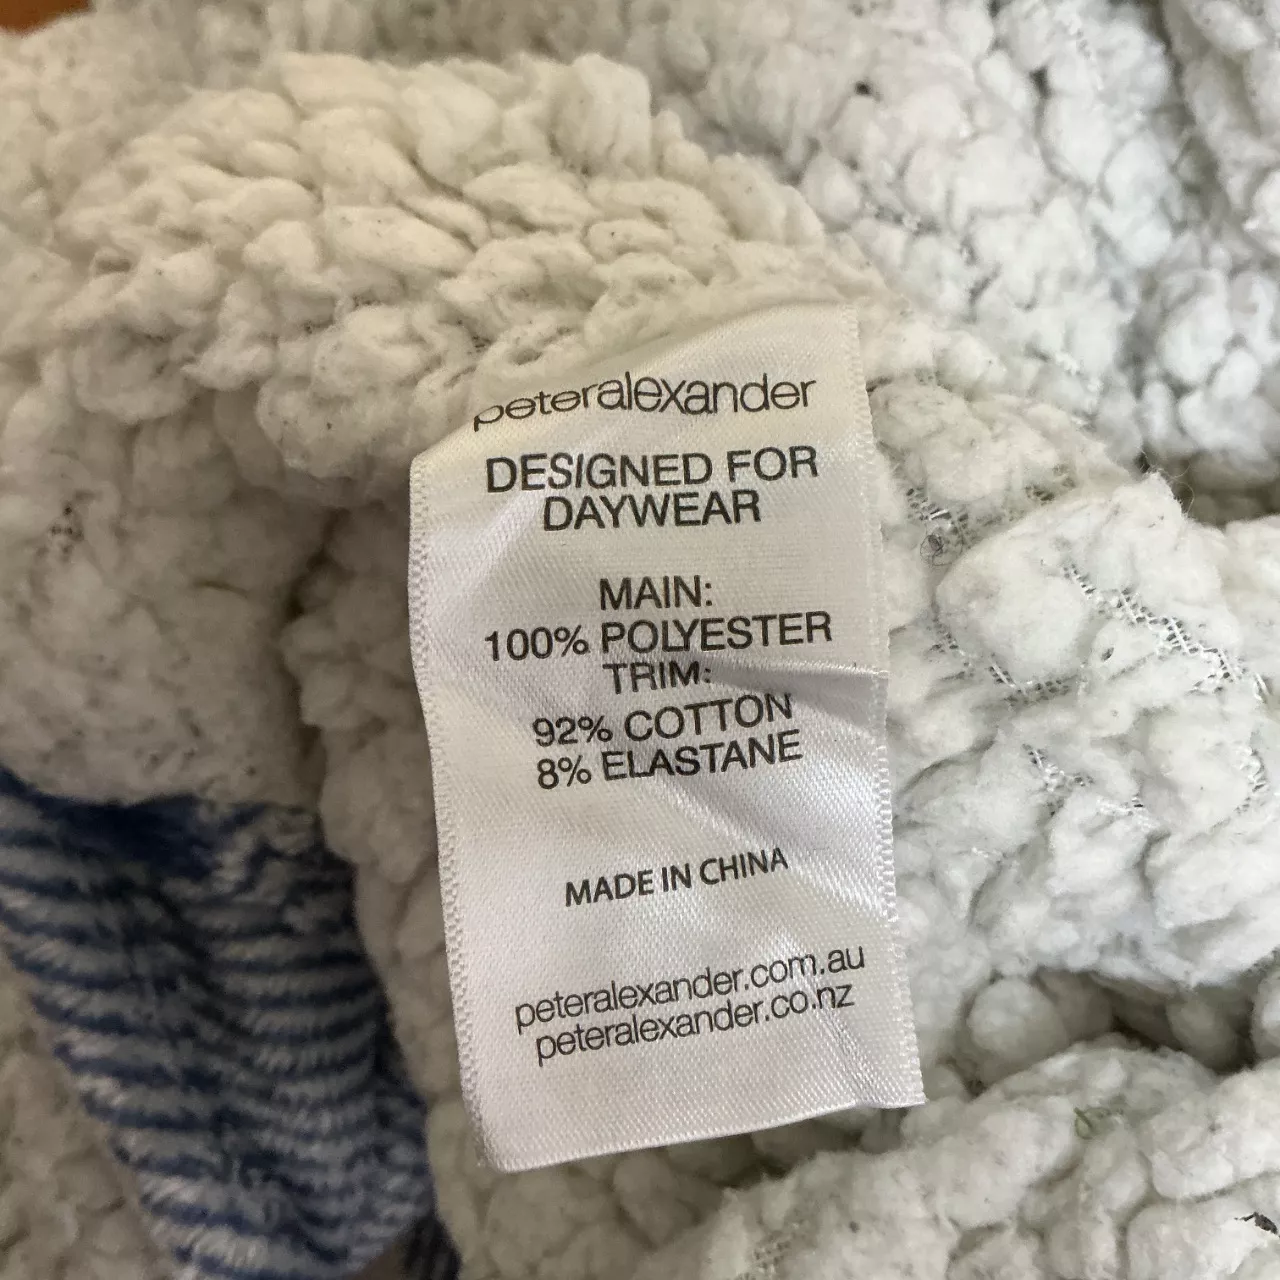 peteralexander
DESIGNED FOR
DAYWEAR
MAIN:
100% POLYESTER
TRIM:
92% COTTON
8% ELASTANE
MADE IN CHINA
peteralexander.com.au
peteralexander.co.nz